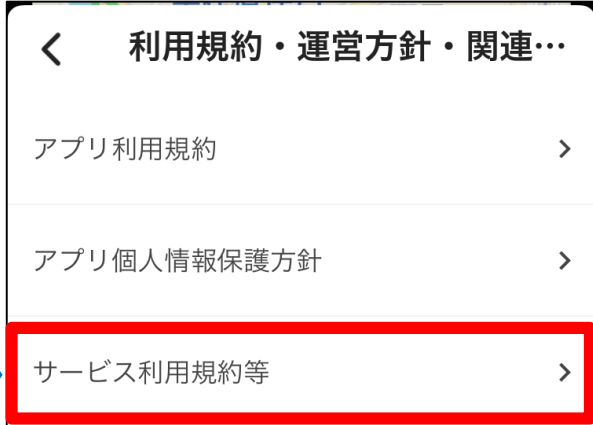 利用規約・運営方針・関連…
アプリ利用規約
アプリ個人情報保護方針
サービス利用規約等